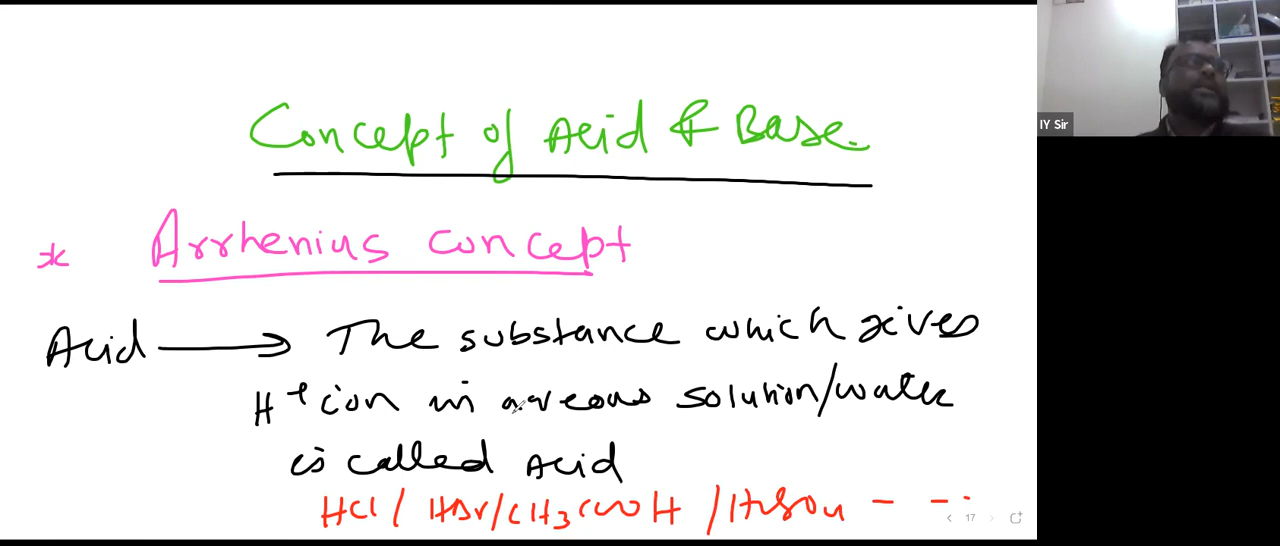 Concept of Acid & Base.
* Arrhenius concept
Acid → The substance which gives
H+ ion in aqueous solution/water
is called Acid
HCl / HBr/CH3COOH /H2SO4 - - .
17
IY Sir